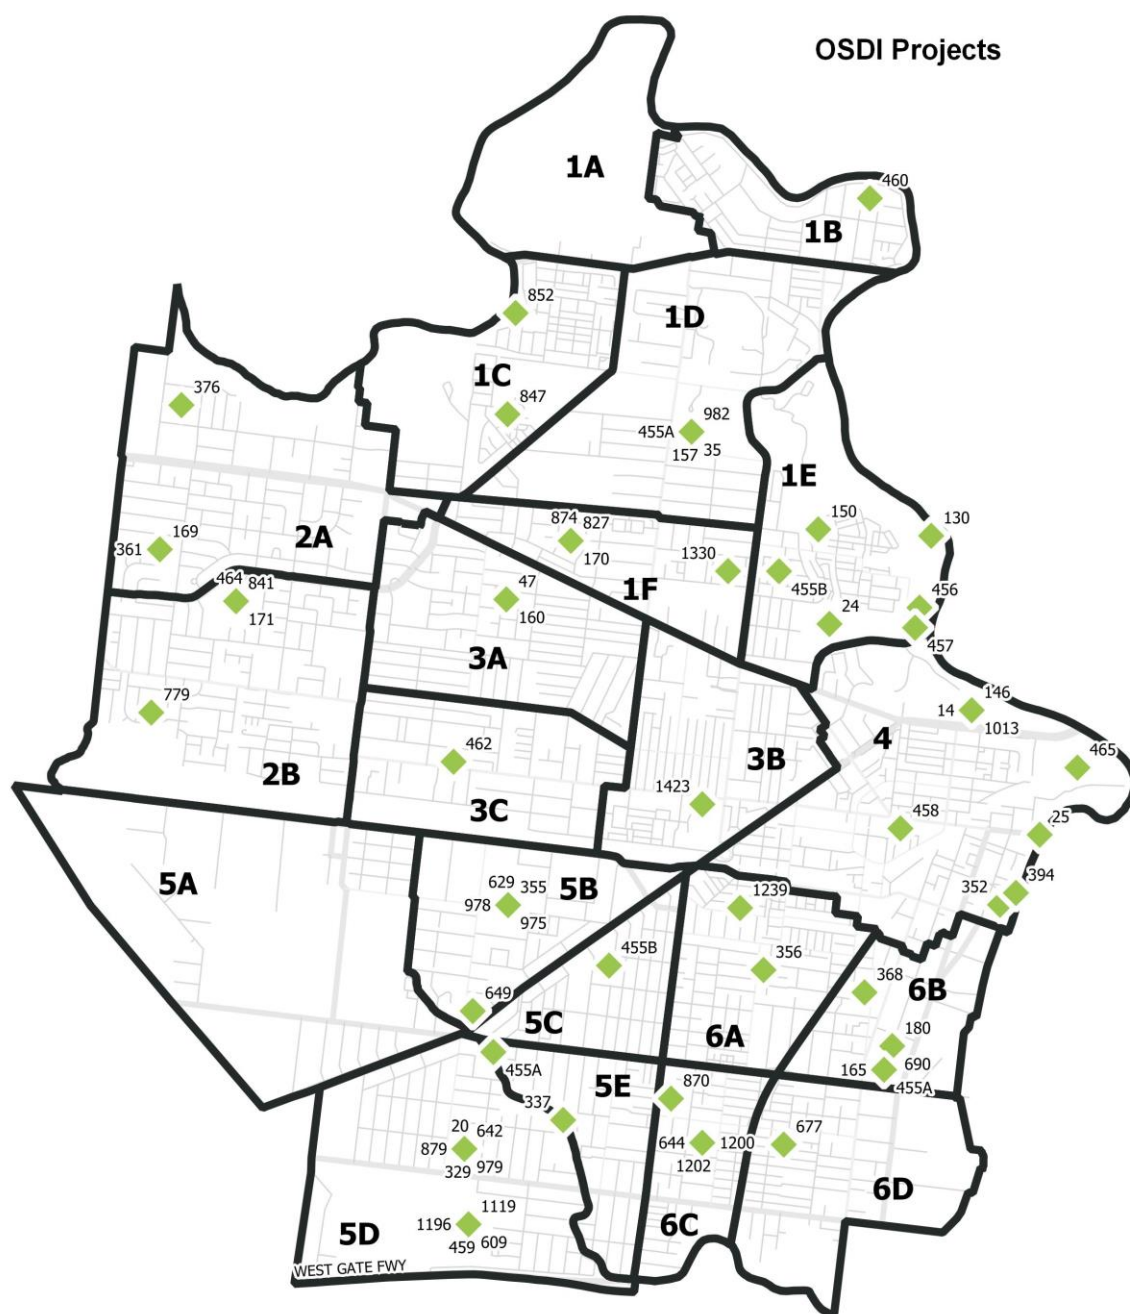 OSDI Projects
1A
460
1B
852
1D
1C
376
847
982
455A
157 35
1E
150
130
874 827
170
1330
2A
169
361
1F
455B
464 841
171
47
160
456
24
457
3A
779
146
14
1013
4
462
3B
465
2B
1423
3C
458
25
5A
629 355
5B
978
975
1239
352
394
455B
356
368
6B
649
5C
6A
180
690
165
455A
455A
5E
870
337
20 642
879
329 979
644 1200
1202
677
6D
1119
1196
459 609
5D
6C
WEST GATE FWY